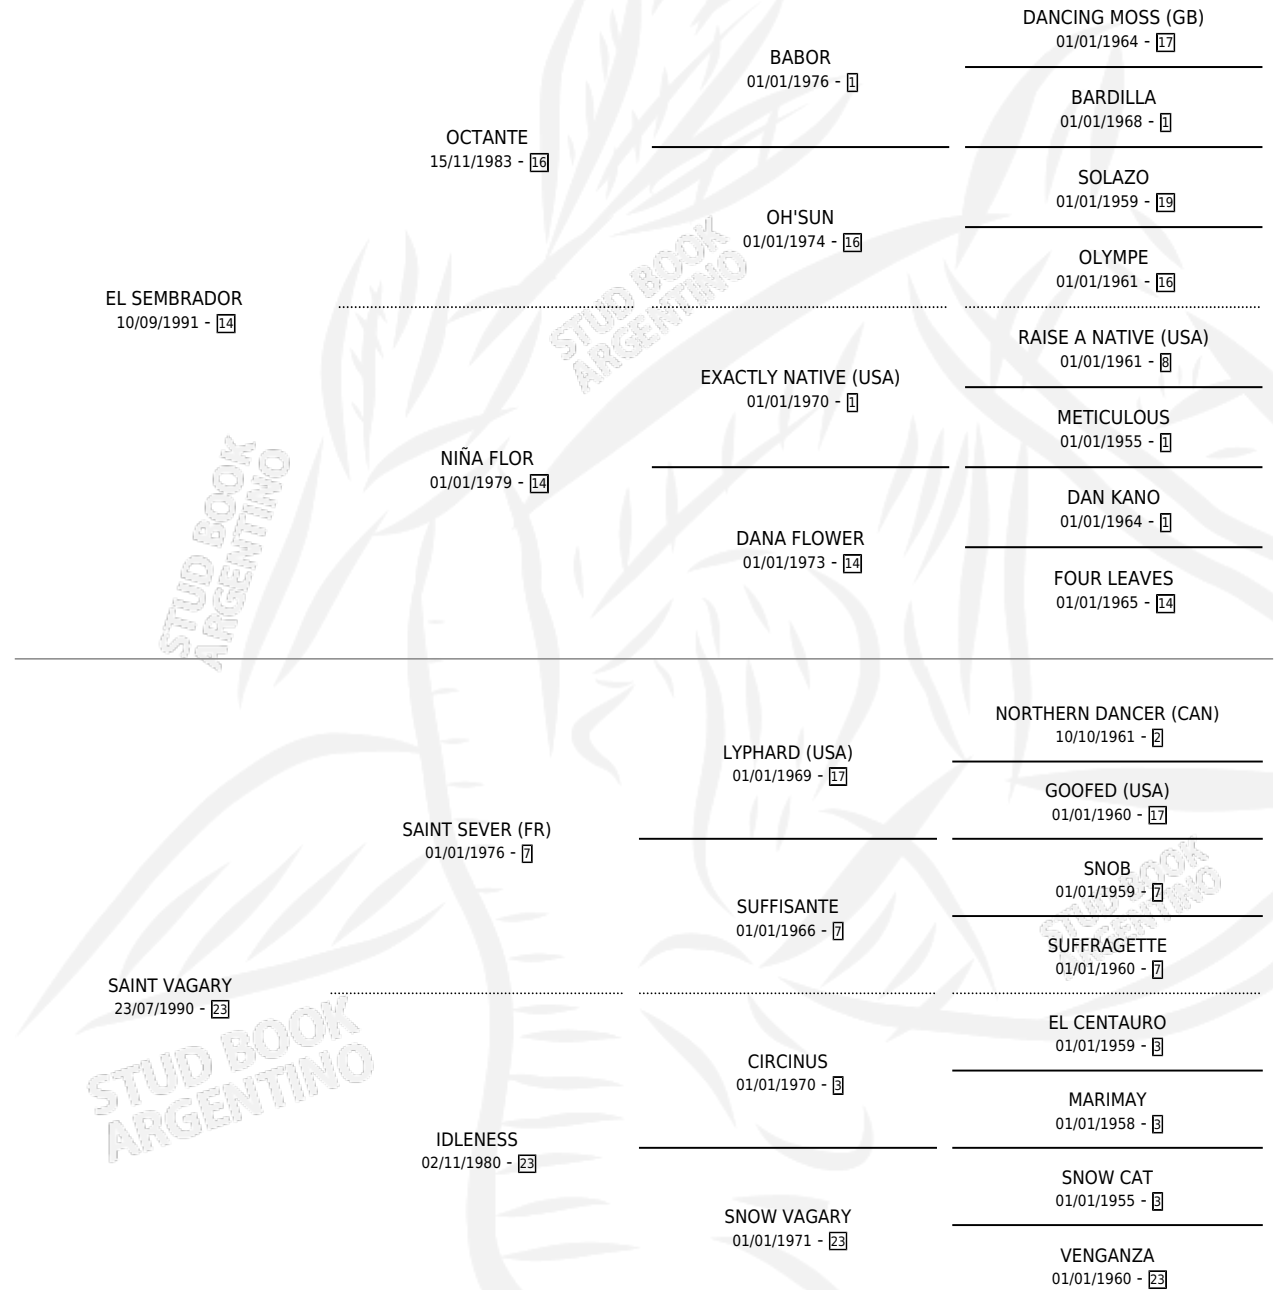 DANCING MOSS (GB)
01/01/1964 - 17
BABOR
01/01/1976 - 1
BARDILLA
01/01/1968 - 1
OCTANTE
15/11/1983 - 16
SOLAZO
01/01/1959 - 19
OH'SUN
01/01/1974 - 16
OLYMPE
01/01/1961 - 16
EL SEMBRADOR
10/09/1991 - 14
STUD BOOK
ARGENTINO
RAISE A NATIVE (USA)
01/01/1961 - 8
EXACTLY NATIVE (USA)
01/01/1970 - 1
METICULOUS
01/01/1955 - 1
NIÑA FLOR
01/01/1979 - 14
DAN KANO
01/01/1964 - 1
DANA FLOWER
01/01/1973 - 14
FOUR LEAVES
01/01/1965 - 14
STUD BOOK
ARGENTINO
NORTHERN DANCER (CAN)
10/10/1961 - 2
LYPHARD (USA)
01/01/1969 - 17
GOOFED (USA)
01/01/1960 - 17
SAINT SEVER (FR)
01/01/1976 - 7
SNOB
01/01/1959 - 7
SUFFISANTE
01/01/1966 - 7
STUD BOOK
ARGENTINO
SUFFRAGETTE
01/01/1960 - 7
SAINT VAGARY
23/07/1990 - 23
EL CENTAURO
01/01/1959 - 3
CIRCINUS
01/01/1970 - 3
STUD BOOK
ARGENTINO
MARIMAY
01/01/1958 - 3
IDLENESS
02/11/1980 - 23
SNOW CAT
01/01/1955 - 3
SNOW VAGARY
01/01/1971 - 23
VENGANZA
01/01/1960 - 23